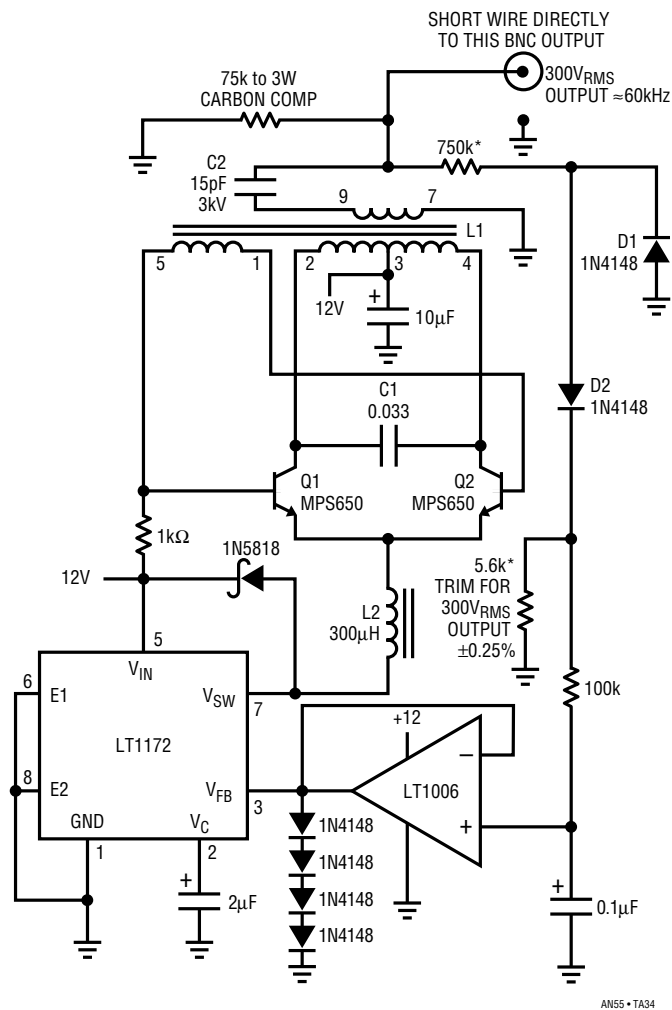 SHORT WIRE DIRECTLY
TO THIS BNC OUTPUT
300VRMS
OUTPUT ≈60kHz
75k to 3W
CARBON COMP
750k*
C2
15pF
3kV
9
7
L1
D1
1N4148
5
1
2
3
4
12V
+
10µF
D2
1N4148
C1
0.033
Q1
MPS650
Q2
MPS650
1kΩ
1N5818
12V
5.6k*
TRIM FOR
300VRMS
OUTPUT
±0.25%
L2
300µH
5
VIN
6
E1
VSW
7
100k
LT1172
+12
8
E2
VFB
3
–
LT1006
+
GND
VC
1
2
1N4148
1N4148
1N4148
1N4148
+
2µF
+
0.1µF
AN55 • TA34